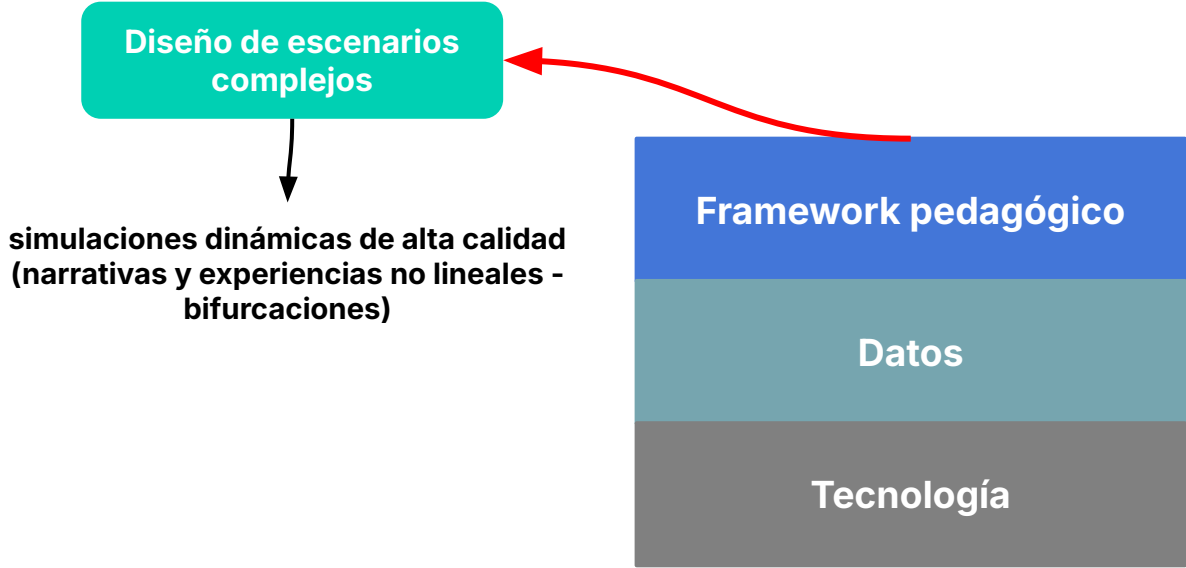 Diseño de escenarios
complejos
simulaciones dinámicas de alta calidad
(narrativas y experiencias no lineales -
bifurcaciones)
Framework pedagógico
Datos
Tecnología